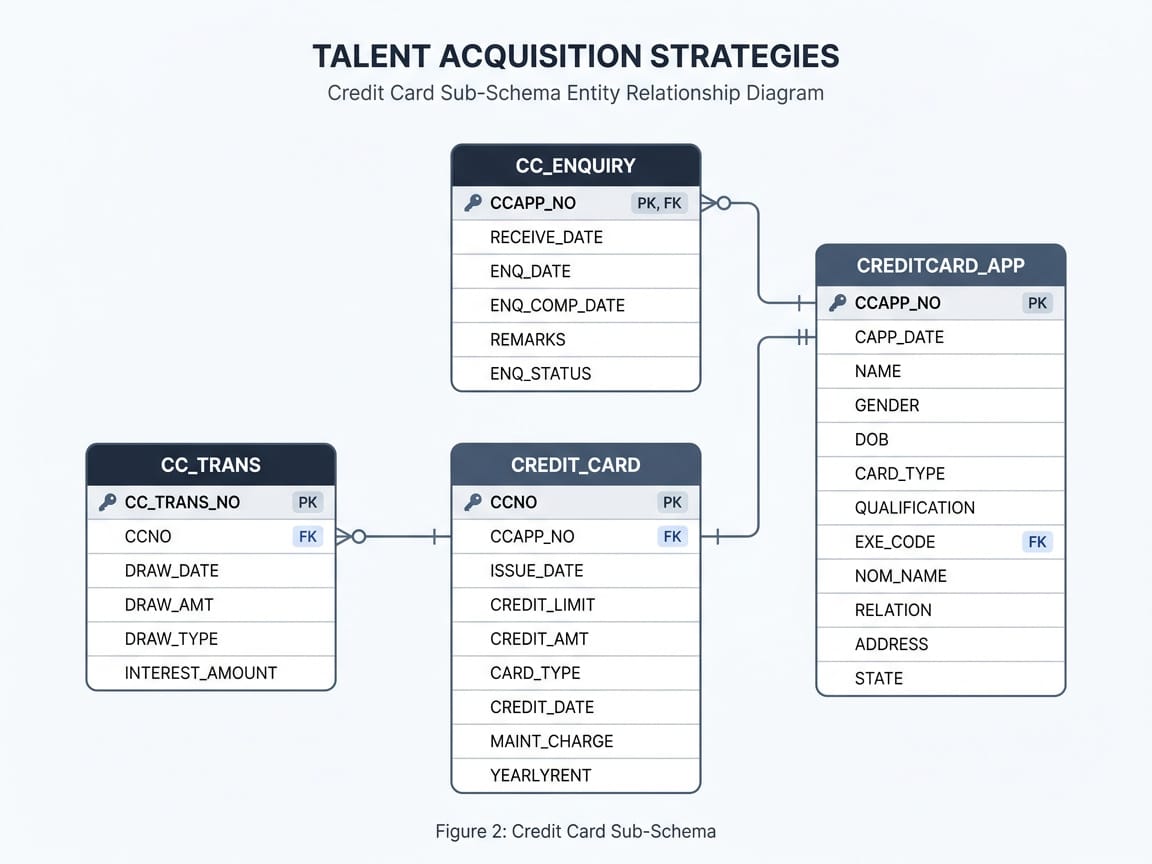 TALENT ACQUISITION STRATEGIES
Credit Card Sub-Schema Entity Relationship Diagram
CC_ENQUIRY
CCAPP_NO PK, FK
RECEIVE_DATE
ENQ_DATE
ENQ_COMP_DATE
REMARKS
ENQ_STATUS
CREDITCARD_APP
CCAPP_NO PK
CAPP_DATE
NAME
GENDER
DOB
CARD_TYPE
QUALIFICATION
EXE_CODE FK
NOM_NAME
RELATION
ADDRESS
STATE
CC_TRANS
CC_TRANS_NO PK
CCNO FK
DRAW_DATE
DRAW_AMT
DRAW_TYPE
INTEREST_AMOUNT
CREDIT_CARD
CCNO PK
CCAPP_NO FK
ISSUE_DATE
CREDIT_LIMIT
CREDIT_AMT
CARD_TYPE
CREDIT_DATE
MAINT_CHARGE
YEARLYRENT
Figure 2: Credit Card Sub-Schema